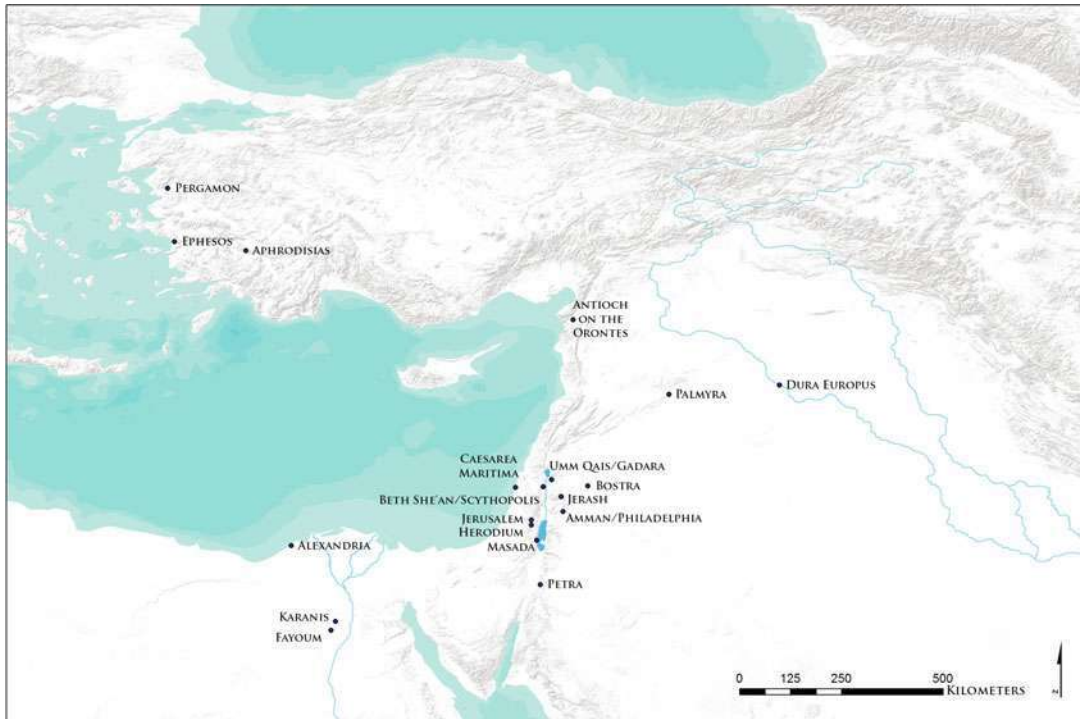 Pergamon
Ephesos
Aphrodisias
Antioch
on the
Orontes
Palmyra
Dura Europus
Caesarea
Maritima
Umm Qais/Gadara
Beth She'an/Scythopolis
Bostra
Jerash
Amman/Philadelphia
Jerusalem
Herodium
Masada
Alexandria
Petra
Karanis
Fayoum
0 125 250 500
Kilometers
N